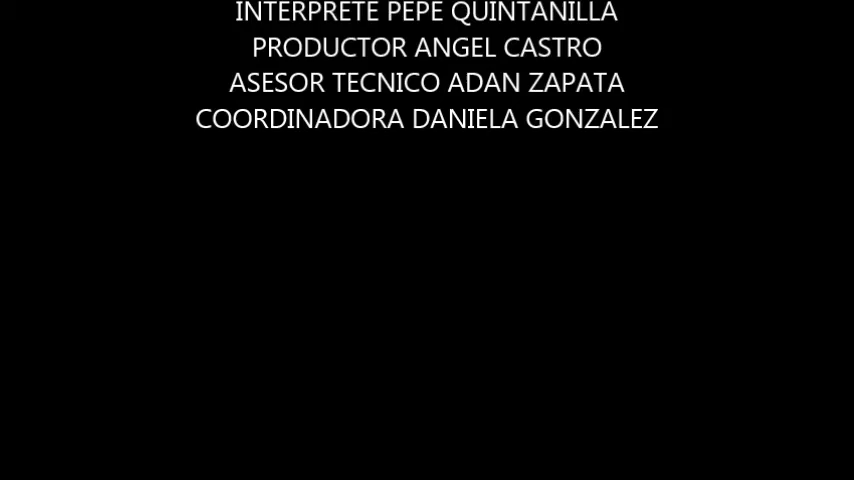 INTERPRETE PEPE QUINTANILLA
PRODUCTOR ANGEL CASTRO
ASESOR TECNICO ADAN ZAPATA
COORDINADORA DANIELA GONZALEZ